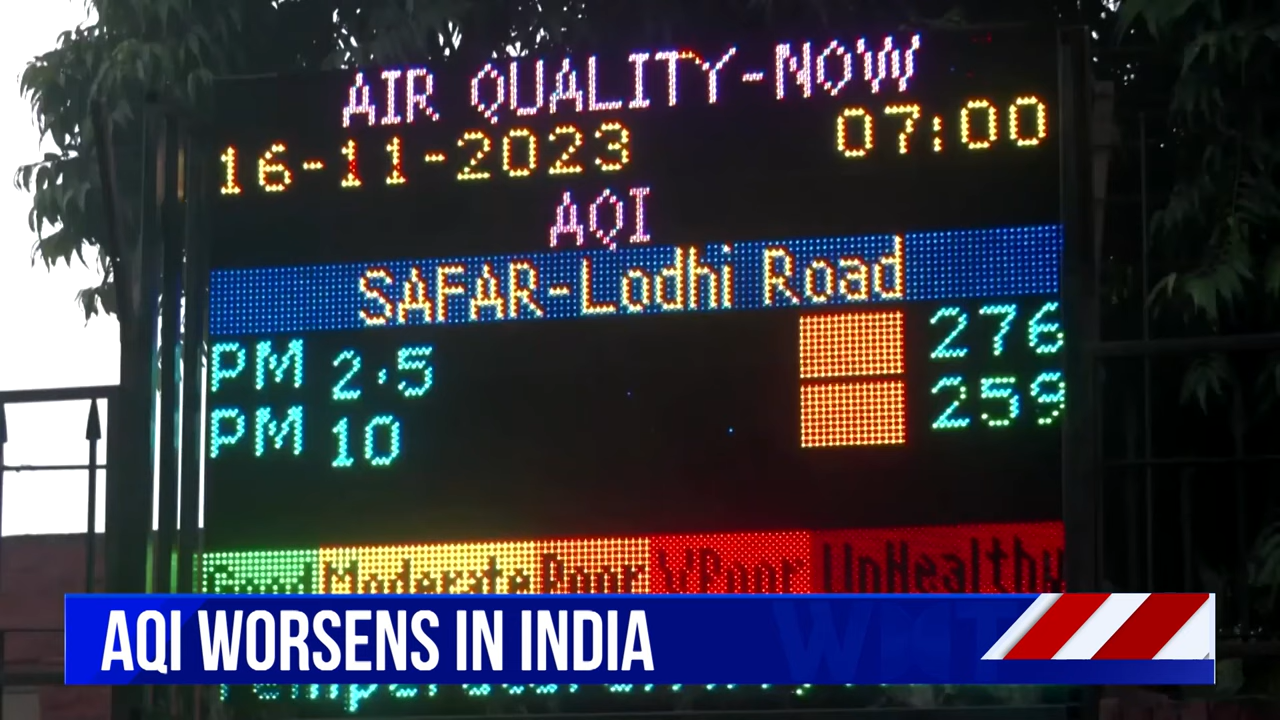 AIR QUALITY-NOW
16-11-2023 07:00
AQI
SAFAR-Lodhi Road
PM 2.5 276
PM 10 259
Good Moderate Poor V'Poor UnHealthy
AQI WORSENS IN INDIA